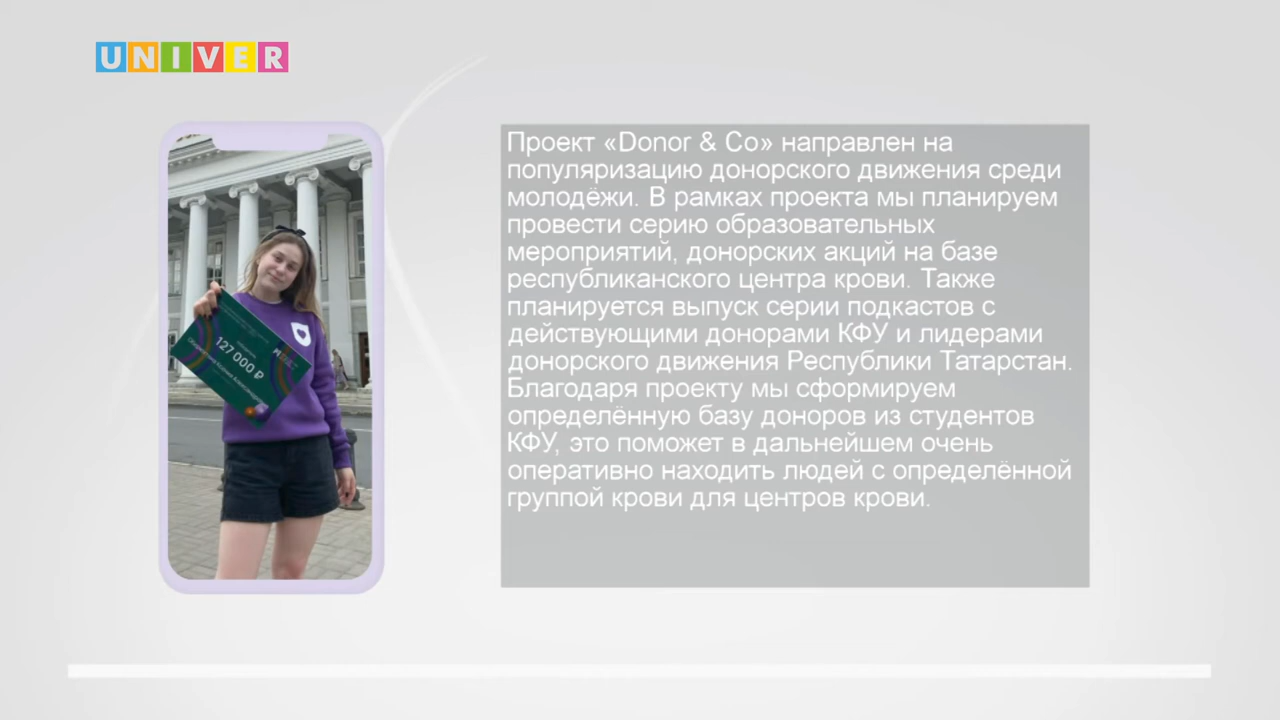 UNIVER
Проект «Donor & Co» направлен на
популяризацию донорского движения среди
молодёжи. В рамках проекта мы планируем
провести серию образовательных
мероприятий, донорских акций на базе
республиканского центра крови. Также
планируется выпуск серии подкастов с
действующими донорами КФУ и лидерами
донорского движения Республики Татарстан.
Благодаря проекту мы сформируем
определённую базу доноров из студентов
КФУ, это поможет в дальнейшем очень
оперативно находить людей с определённой
группой крови для центров крови.
127 000 ₽